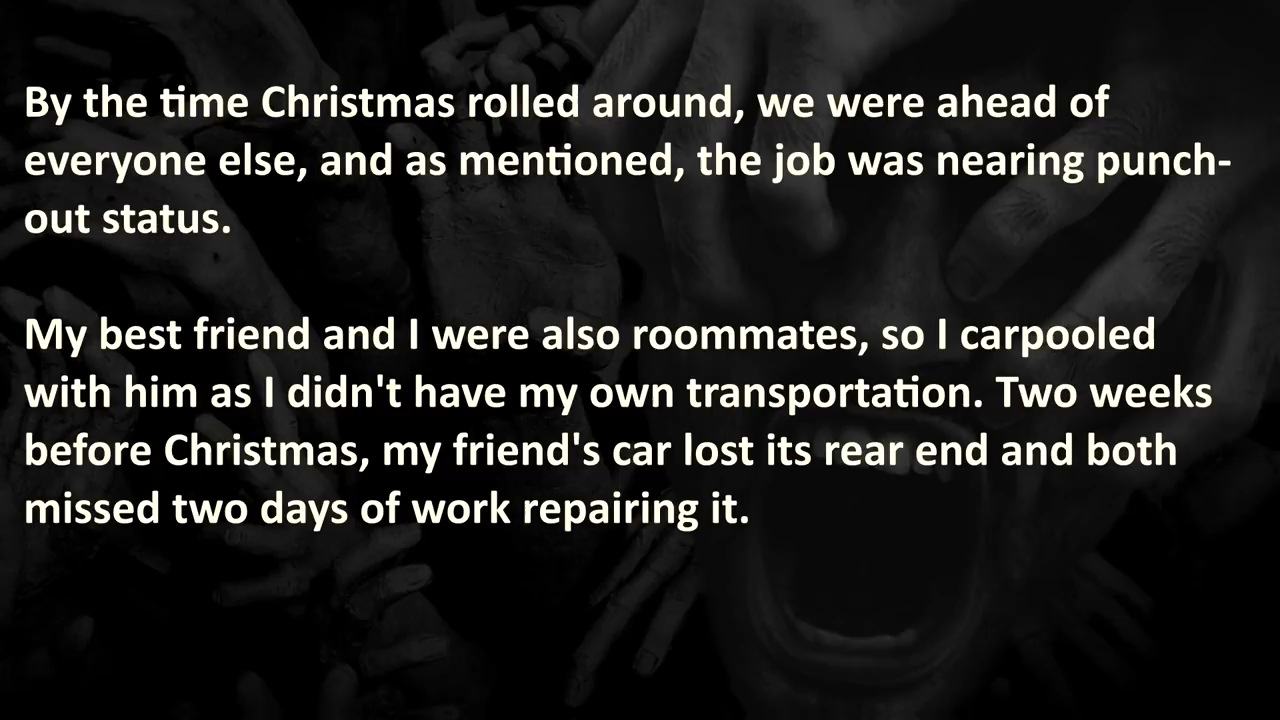 By the time Christmas rolled around, we were ahead of
everyone else, and as mentioned, the job was nearing punch-
out status.
My best friend and I were also roommates, so I carpooled
with him as I didn't have my own transportation. Two weeks
before Christmas, my friend's car lost its rear end and both
missed two days of work repairing it.